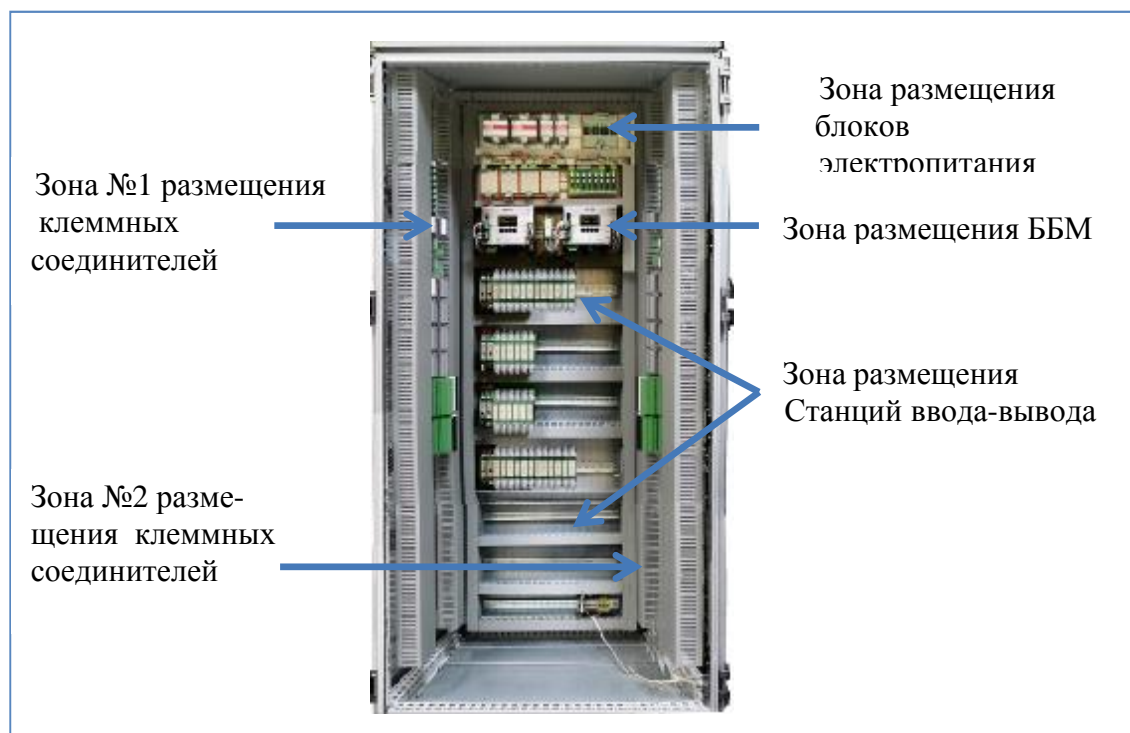 Зона размещения
блоков
электропитания
Зона №1 размещения
клеммных
соединителей
Зона размещения ББМ
Зона размещения
Станций ввода-вывода
Зона №2 разме-
щения клеммных
соединителей